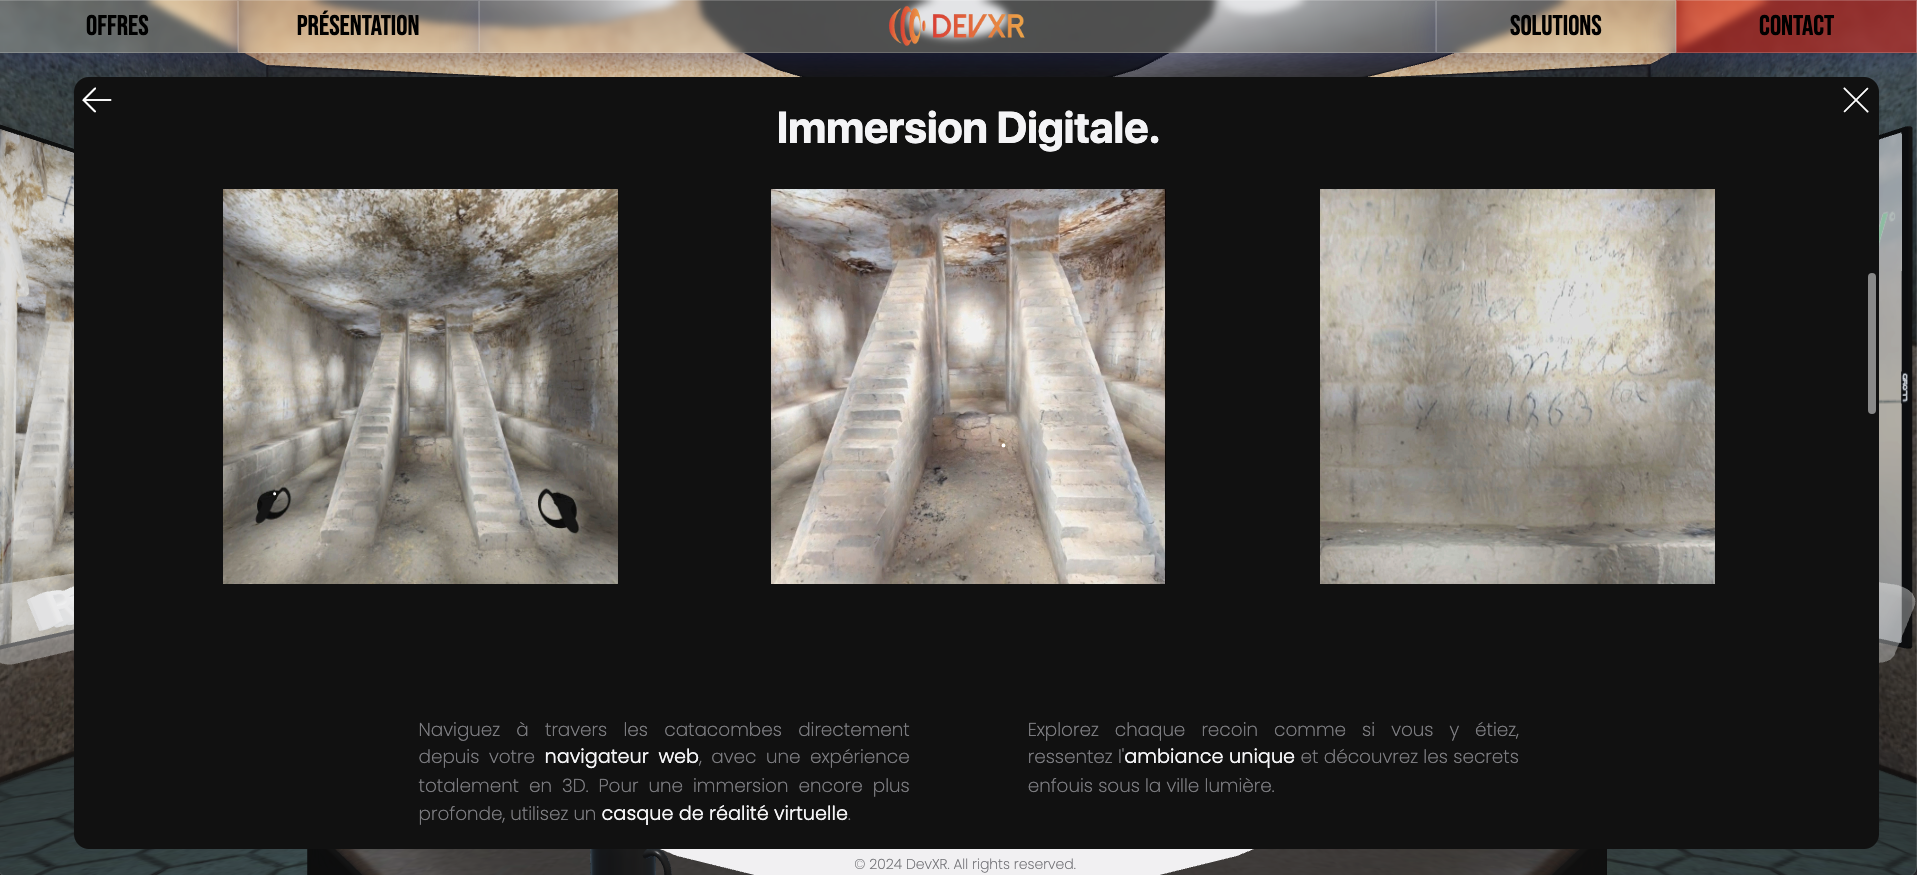 OFFRES
PRÉSENTATION
DEVXR
SOLUTIONS
CONTACT
Immersion Digitale.
mille
1863
Naviguez à travers les catacombes directement
depuis votre navigateur web, avec une expérience
totalement en 3D. Pour une immersion encore plus
profonde, utilisez un casque de réalité virtuelle.
Explorez chaque recoin comme si vous y étiez,
ressentez l'ambiance unique et découvrez les secrets
enfouis sous la ville lumière.
© 2024 DevXR. All rights reserved.